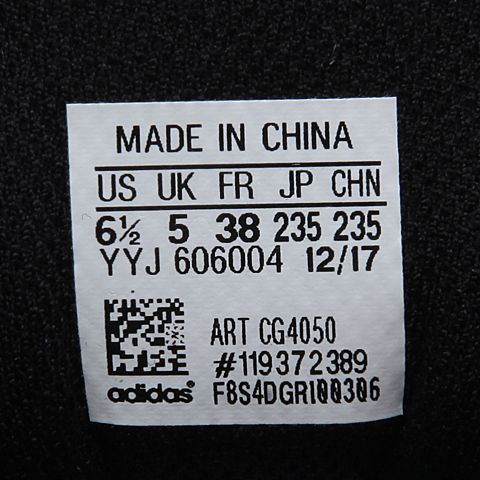 MADE IN CHINA
US UK FR JP CHN
6½ 5 38 235 235
YYJ 606004 12/17
ART CG4050
#119372389
adidas F8S4DGRI00306